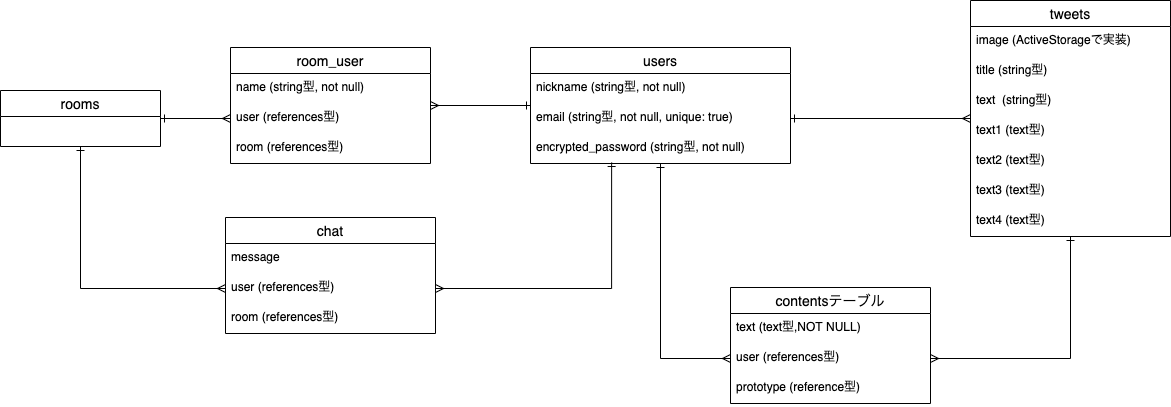 rooms
room_user
name (string型, not null)
user (references型)
room (references型)
users
nickname (string型, not null)
email (string型, not null, unique: true)
encrypted_password (string型, not null)
tweets
image (ActiveStorageで実装)
title (string型)
text (string型)
text1 (text型)
text2 (text型)
text3 (text型)
text4 (text型)
chat
message
user (references型)
room (references型)
contentsテーブル
text (text型,NOT NULL)
user (references型)
prototype (reference型)